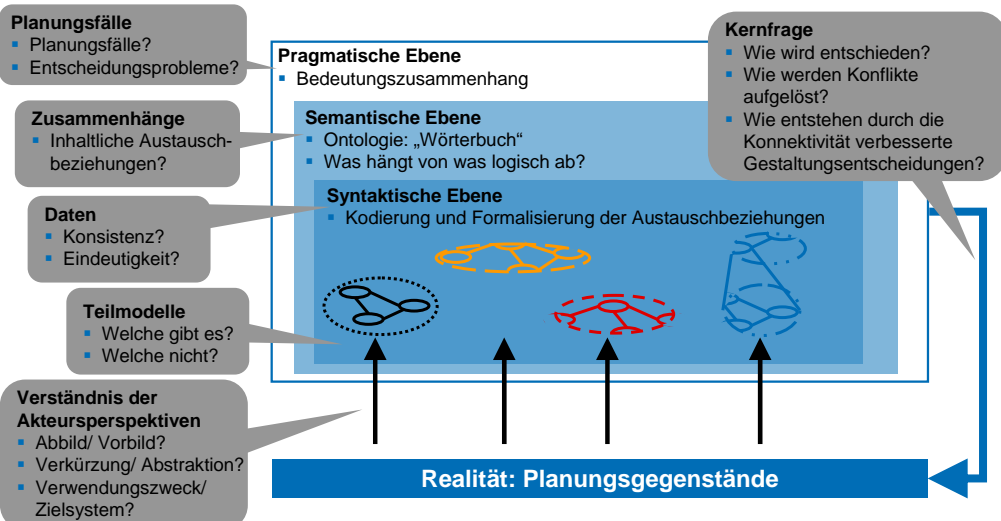 Planungsfälle
Planungsfälle?
Entscheidungsprobleme?
Zusammenhänge
Inhaltliche Austausch-
beziehungen?
Daten
Konsistenz?
Eindeutigkeit?
Teilmodelle
Welche gibt es?
Welche nicht?
Verständnis der
Akteursperspektiven
Abbild/ Vorbild?
Verkürzung/ Abstraktion?
Verwendungszweck/
Zielsystem?
Pragmatische Ebene
Bedeutungszusammenhang
Semantische Ebene
Ontologie: „Wörterbuch“
Was hängt von was logisch ab?
Syntaktische Ebene
Kodierung und Formalisierung der Austauschbeziehungen
Kernfrage
Wie wird entschieden?
Wie werden Konflikte
aufgelöst?
Wie entstehen durch die
Konnektivität verbesserte
Gestaltungsentscheidungen?
Realität: Planungsgegenstände